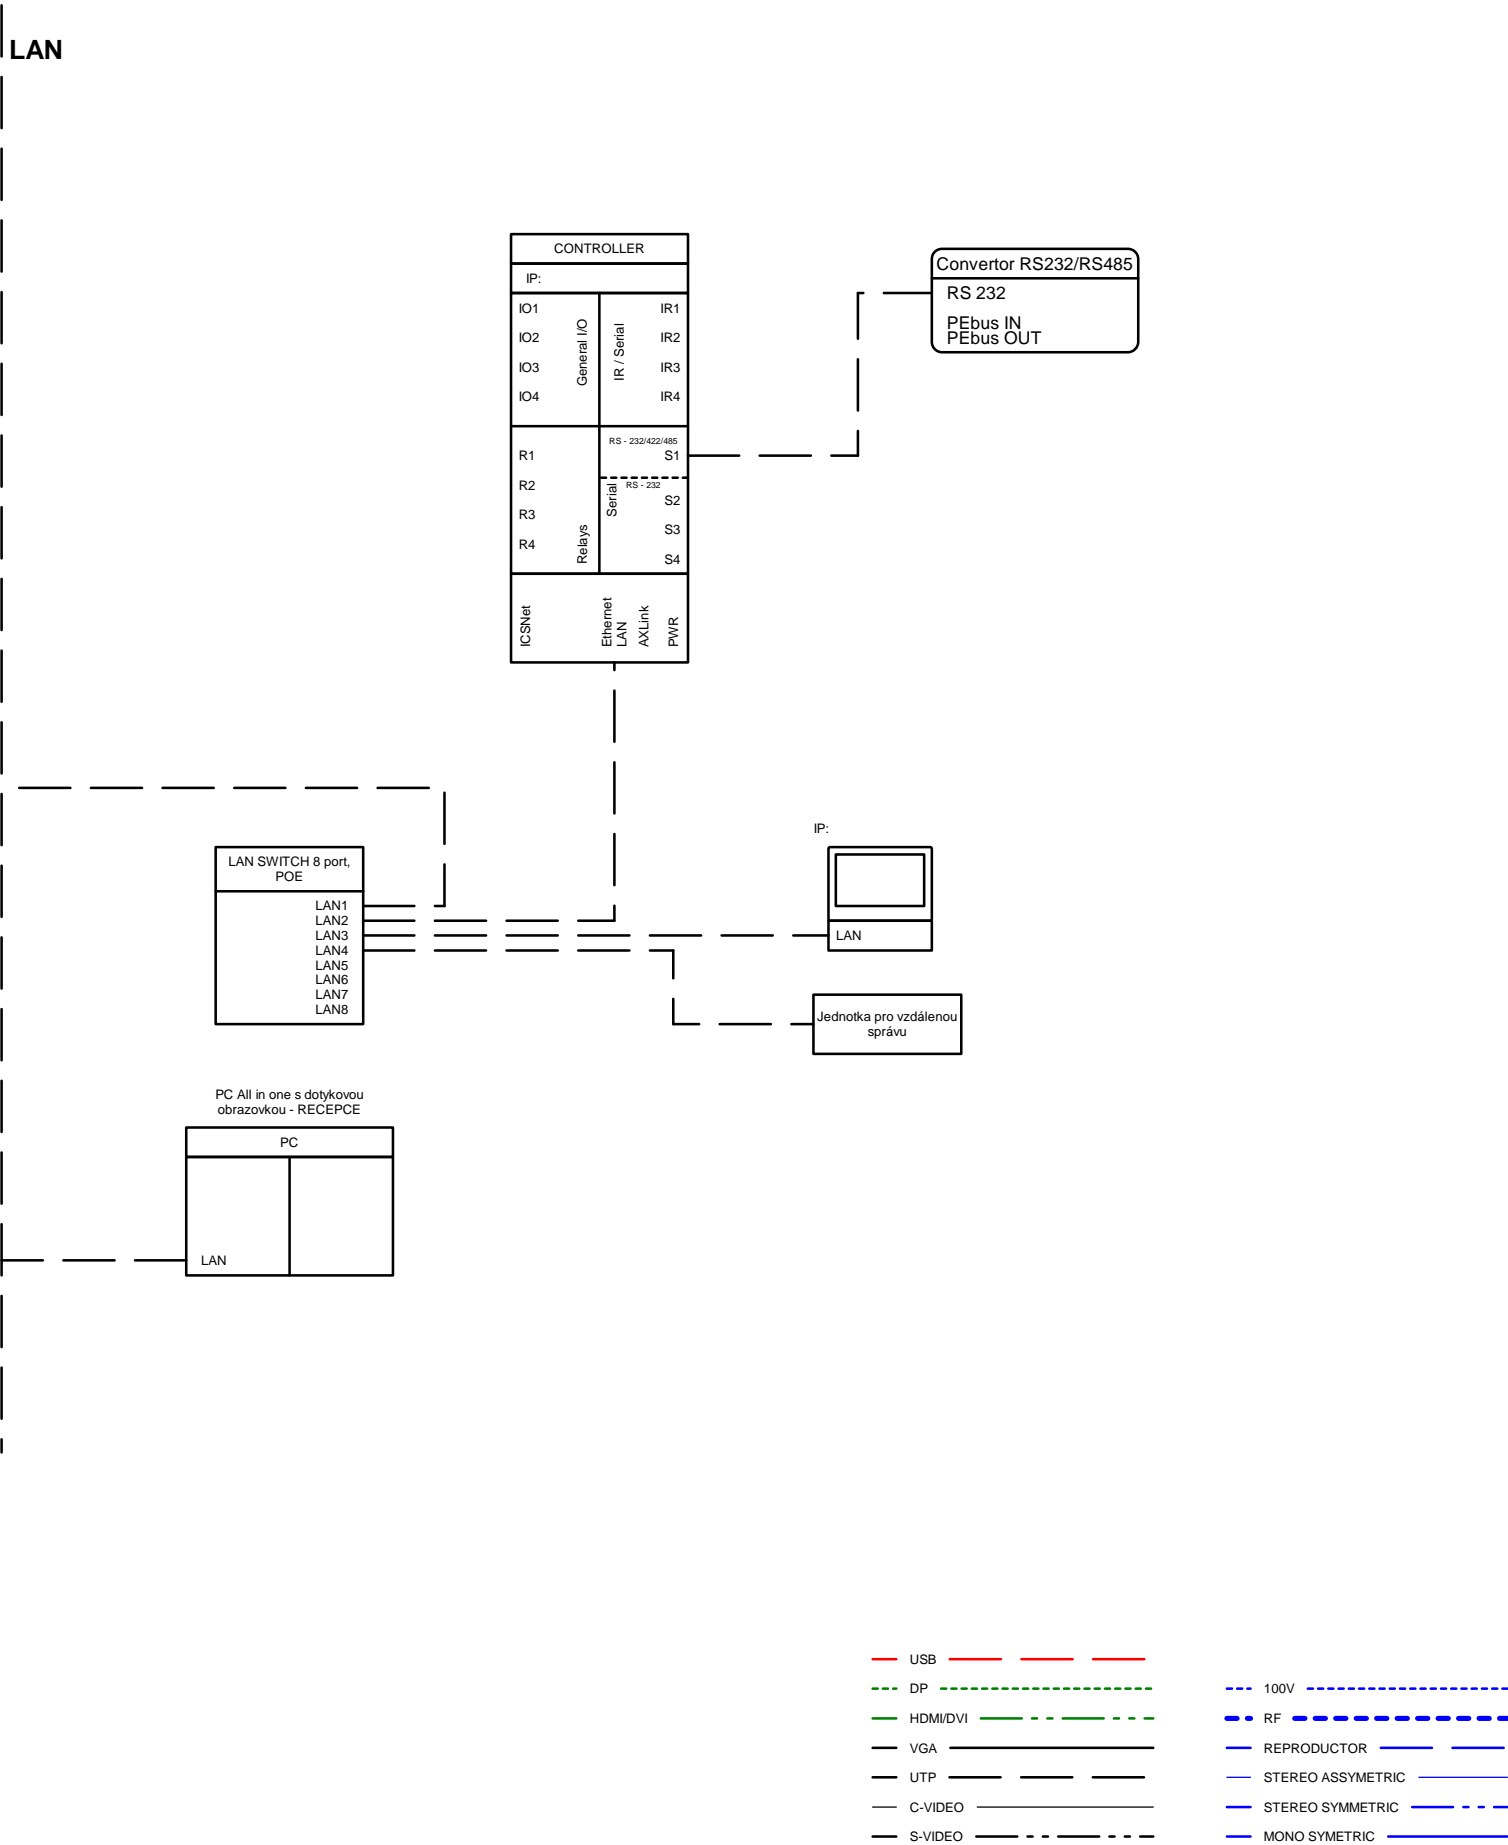 LAN
CONTROLLER
IP:
IO1
IO2
IO3
IO4
General I/O
IR / Serial
IR1
IR2
IR3
IR4
R1
R2
R3
R4
Relays
RS - 232/422/485
S1
RS - 232
Serial
S2
S3
S4
ICSNet
Ethernet
LAN
AXLink
PWR
Convertor RS232/RS485
RS 232
PEbus IN
PEbus OUT
LAN SWITCH 8 port,
POE
LAN1
LAN2
LAN3
LAN4
LAN5
LAN6
LAN7
LAN8
IP:
LAN
Jednotka pro vzdálenou
správu
PC All in one s dotykovou
obrazovkou - RECEPCE
PC
LAN
USB
DP
HDMI/DVI
VGA
UTP
C-VIDEO
S-VIDEO
100V
RF
REPRODUCTOR
STEREO ASSYMETRIC
STEREO SYMMETRIC
MONO SYMETRIC